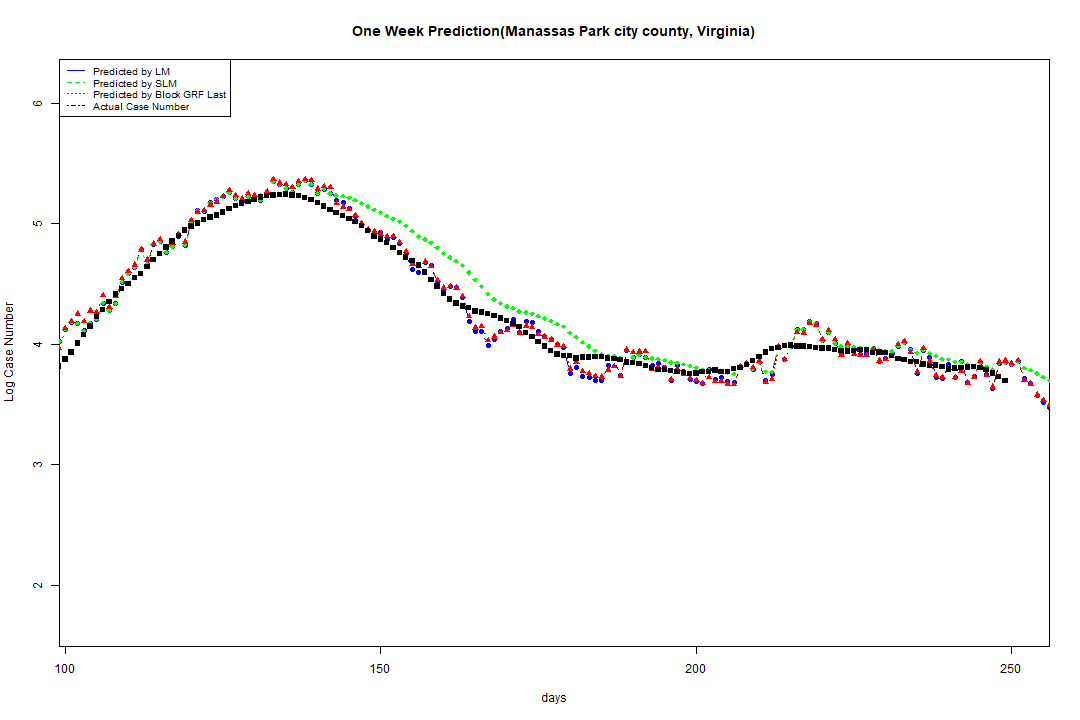 One Week Prediction(Manassas Park city county, Virginia)
Predicted by LM
Predicted by SLM
Predicted by Block GRF Last
Actual Case Number
6
5
4
3
2
Log Case Number
100 150 200 250
days